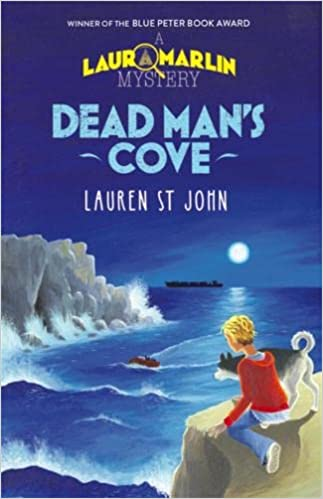 WINNER OF THE BLUE PETER BOOK AWARD
A
LAURA MARLIN
MYSTERY
DEAD MAN'S
COVE
LAUREN ST JOHN